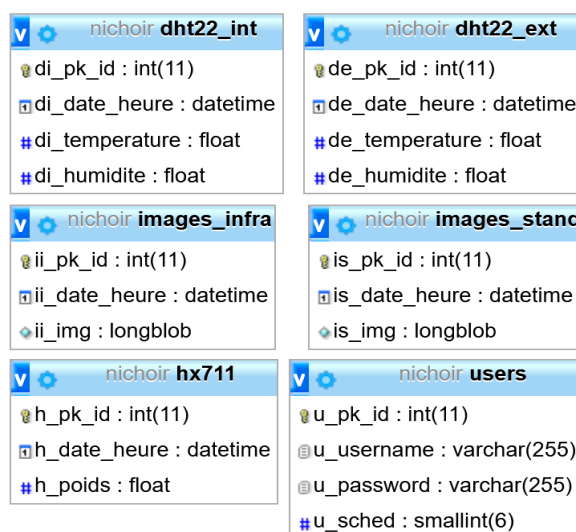 nichoir dht22_int
di_pk_id : int(11)
di_date_heure : datetime
#di_temperature : float
#di_humidite : float
nichoir dht22_ext
de_pk_id : int(11)
de_date_heure : datetime
#de_temperature : float
#de_humidite : float
nichoir images_infra
ii_pk_id : int(11)
ii_date_heure : datetime
ii_img : longblob
nichoir images_stand
is_pk_id : int(11)
is_date_heure : datetime
is_img : longblob
nichoir hx711
h_pk_id : int(11)
h_date_heure : datetime
#h_poids : float
nichoir users
u_pk_id : int(11)
u_username : varchar(255)
u_password : varchar(255)
#u_sched : smallint(6)